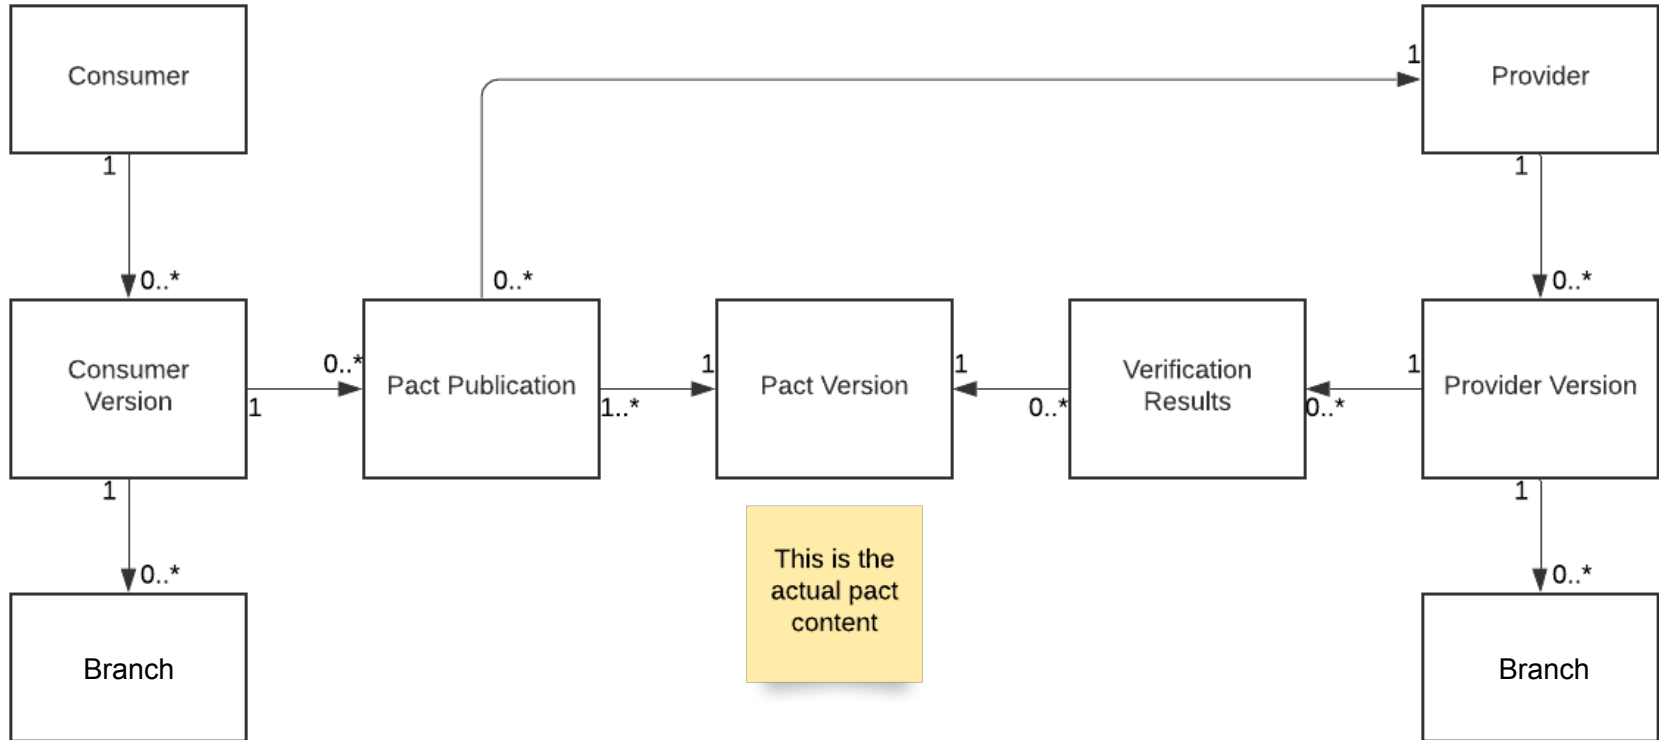 Consumer
1
Provider
1
1
0..*
0..*
0..*
Consumer
Version
0..*
1
Pact Publication
1
1..*
Pact Version
1
0..*
Verification
Results
1
0..*
Provider Version
1
1
This is the
actual pact
content
0..*
0..*
Branch
Branch